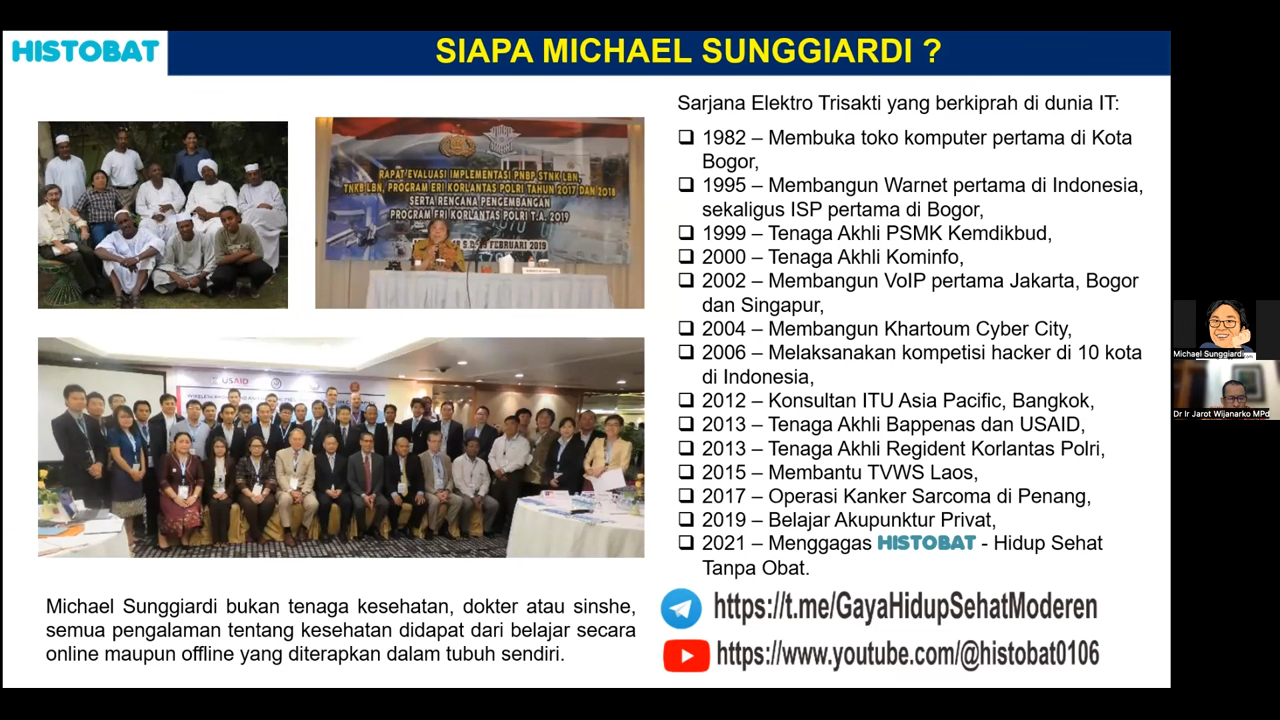 HISTOBAT
SIAPA MICHAEL SUNGGIARDI ?
RAPAT EVALUASI IMPLEMENTASI PNBP STNK LBN,
TNKB LBN, PROGRAM ERI KORLANTAS POLRI TAHUN 2017 DAN 2018
SERTA RENCANA PENGEMBANGAN
PROGRAM ERI KORLANTAS POLRI T.A. 2019
FEBRUARI 2019
USAID
Michael Sunggiardi bukan tenaga kesehatan, dokter atau sinshe,
semua pengalaman tentang kesehatan didapat dari belajar secara
online maupun offline yang diterapkan dalam tubuh sendiri.
Sarjana Elektro Trisakti yang berkiprah di dunia IT:
1982 – Membuka toko komputer pertama di Kota
Bogor,
1995 – Membangun Warnet pertama di Indonesia,
sekaligus ISP pertama di Bogor,
1999 – Tenaga Akhli PSMK Kemdikbud,
2000 – Tenaga Akhli Kominfo,
2002 – Membangun VoIP pertama Jakarta, Bogor
dan Singapur,
2004 – Membangun Khartoum Cyber City,
2006 – Melaksanakan kompetisi hacker di 10 kota
di Indonesia,
2012 – Konsultan ITU Asia Pacific, Bangkok,
2013 – Tenaga Akhli Bappenas dan USAID,
2013 – Tenaga Akhli Regident Korlantas Polri,
2015 – Membantu TVWS Laos,
2017 – Operasi Kanker Sarcoma di Penang,
2019 – Belajar Akupunktur Privat,
2021 – Menggagas HISTOBAT - Hidup Sehat
Tanpa Obat.
https://t.me/GayaHidupSehatModeren
https://www.youtube.com/@histobat0106
Michael Sunggiardi
Dr Ir Jarot Wijanarko MPd